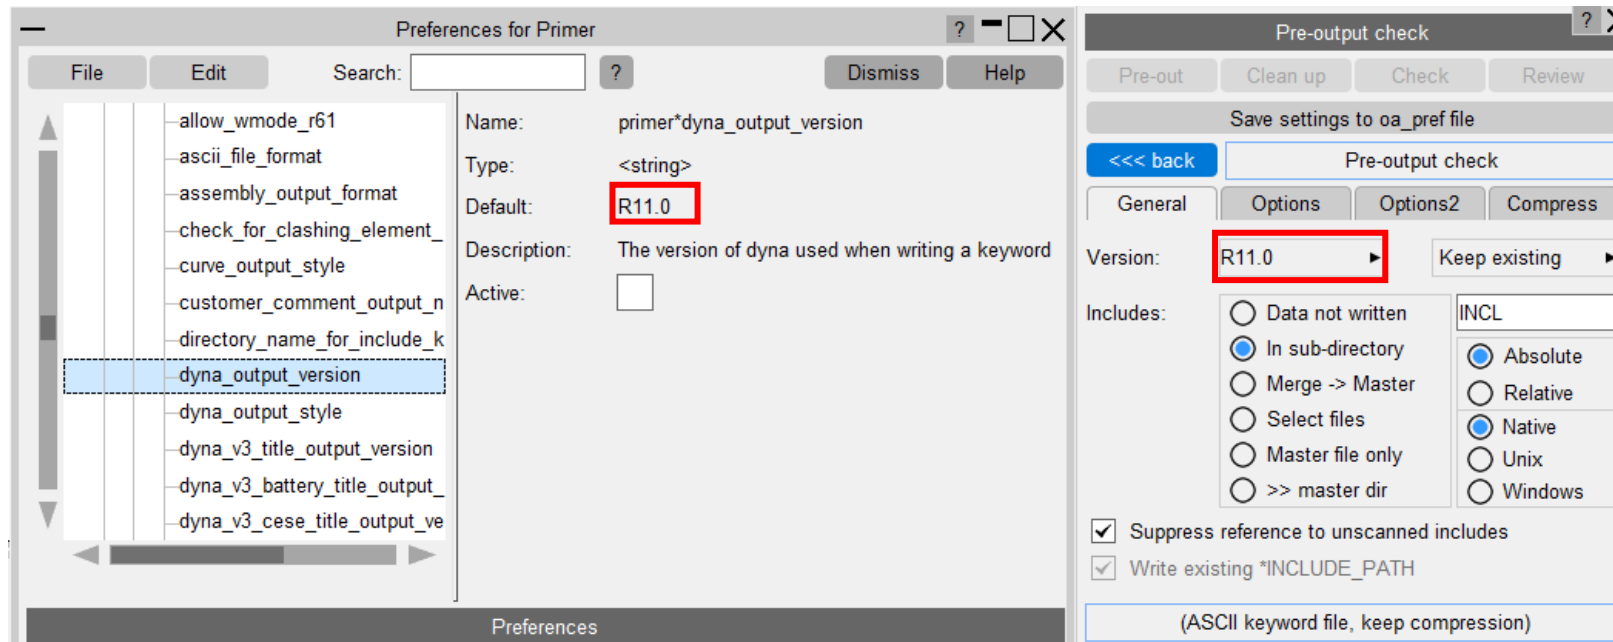 Preferences for Primer
?
File
Edit
Search:
?
Dismiss
Help
allow_wmode_r61
ascii_file_format
assembly_output_format
check_for_clashing_element_
curve_output_style
customer_comment_output_n
directory_name_for_include_k
dyna_output_version
dyna_output_style
dyna_v3_title_output_version
dyna_v3_battery_title_output_
dyna_v3_cese_title_output_ve
Name: primer*dyna_output_version
Type: <string>
Default: R11.0
Description: The version of dyna used when writing a keyword
Active:
Preferences
Pre-output check
?
Pre-out
Clean up
Check
Review
Save settings to oa_pref file
<<< back
Pre-output check
General
Options
Options2
Compress
Version: R11.0
Keep existing
Includes:
Data not written
In sub-directory
Merge -> Master
Select files
Master file only
>> master dir
INCL
Absolute
Relative
Native
Unix
Windows
Suppress reference to unscanned includes
Write existing *INCLUDE_PATH
(ASCII keyword file, keep compression)